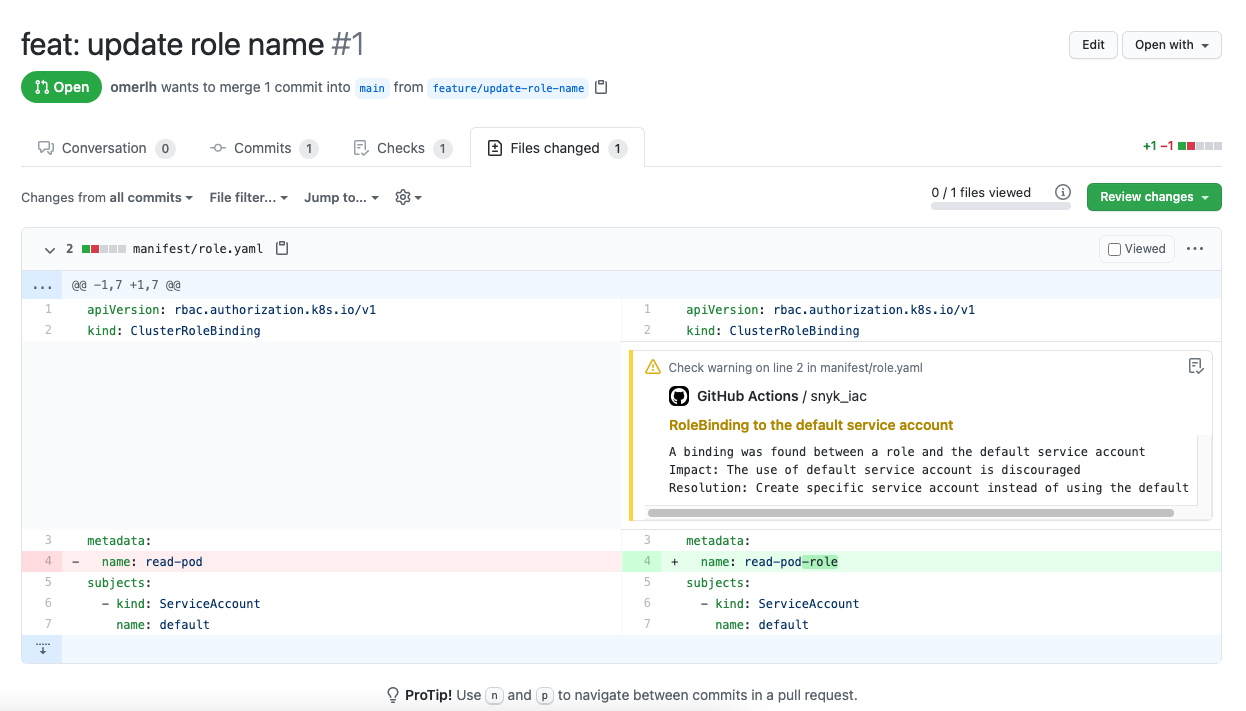 feat: update role name #1
Edit
Open with
Open
omerlh wants to merge 1 commit into main from feature/update-role-name
Conversation 0
Commits 1
Checks 1
Files changed 1
+1 −1
Changes from all commits
File filter...
Jump to...
0 / 1 files viewed
Review changes
2 manifest/role.yaml
Viewed
...
@@ -1,7 +1,7 @@
1 apiVersion: rbac.authorization.k8s.io/v1
1 apiVersion: rbac.authorization.k8s.io/v1
2 kind: ClusterRoleBinding
2 kind: ClusterRoleBinding
Check warning on line 2 in manifest/role.yaml
GitHub Actions / snyk_iac
RoleBinding to the default service account
A binding was found between a role and the default service account
Impact: The use of default service account is discouraged
Resolution: Create specific service account instead of using the default
3 metadata:
3 metadata:
4 - name: read-pod
4 + name: read-pod-role
5 subjects:
5 subjects:
6 - kind: ServiceAccount
6 - kind: ServiceAccount
7 name: default
7 name: default
ProTip! Use n and p to navigate between commits in a pull request.